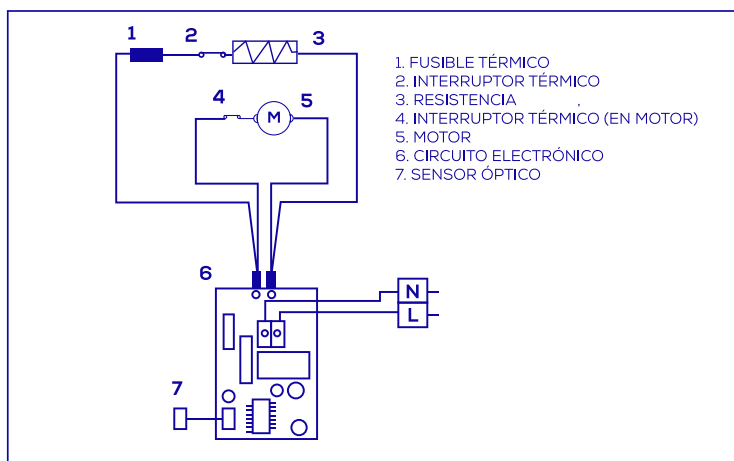 1
2
3
4
5
M
1. FUSIBLE TÉRMICO
2. INTERRUPTOR TÉRMICO
3. RESISTENCIA
4. INTERRUPTOR TÉRMICO (EN MOTOR)
5. MOTOR
6. CIRCUITO ELECTRÓNICO
7. SENSOR ÓPTICO
6
N
L
7